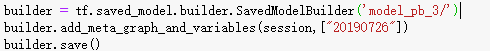 builder = tf.saved_model.builder.SavedModelBuilder('model_pb_3/')
builder.add_meta_graph_and_variables(session,["20190726"])
builder.save()